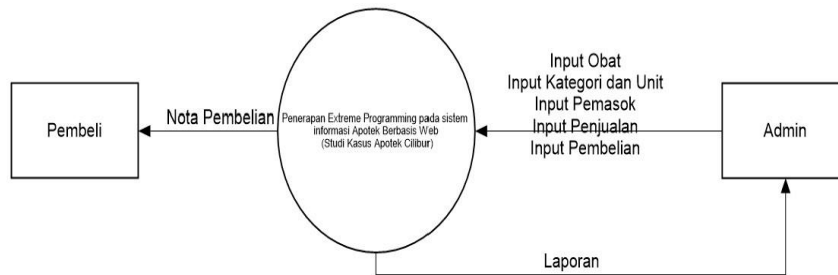 Pembeli
Nota Pembelian
Penerapan Extreme Programming pada sistem
informasi Apotek Berbasis Web
(Studi Kasus Apotek Cilibur)
Input Obat
Input Kategori dan Unit
Input Pemasok
Input Penjualan
Input Pembelian
Admin
Laporan